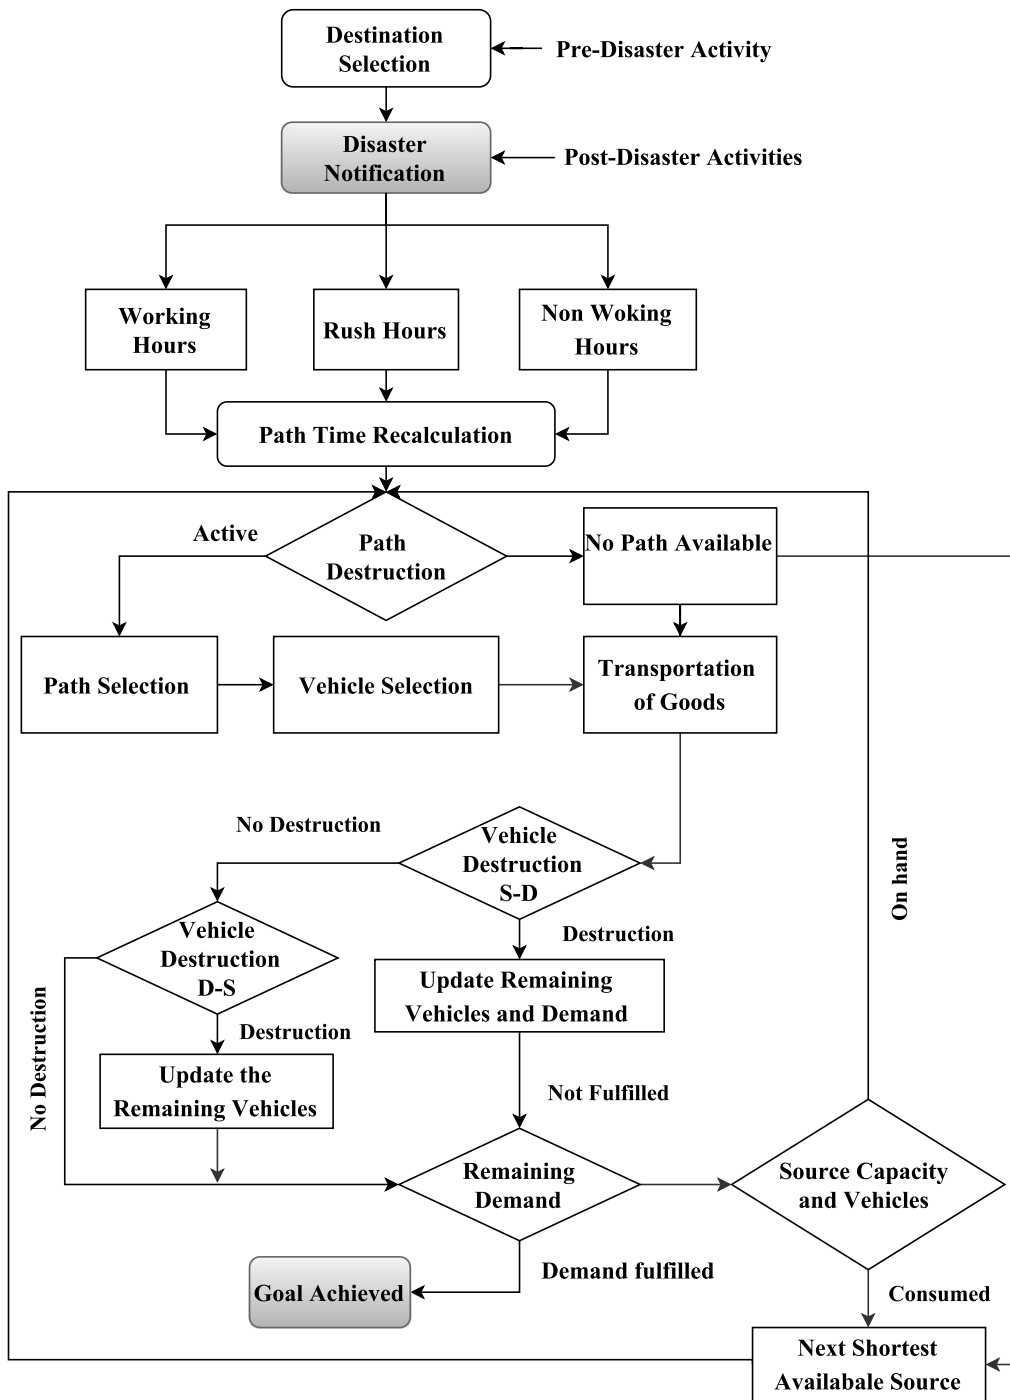 Destination
Selection
Pre-Disaster Activity
Disaster
Notification
Post-Disaster Activities
Working
Hours
Rush Hours
Non Woking
Hours
Path Time Recalculation
Active
Path
Destruction
No Path Available
Path Selection
Vehicle Selection
Transportation
of Goods
No Destruction
Vehicle
Destruction
S-D
On hand
Vehicle
Destruction
D-S
Destruction
Update Remaining
Vehicles and Demand
No Destruction
Destruction
Update the
Remaining Vehicles
Not Fulfilled
Remaining
Demand
Source Capacity
and Vehicles
Goal Achieved
Demand fulfilled
Consumed
Next Shortest
Availabale Source